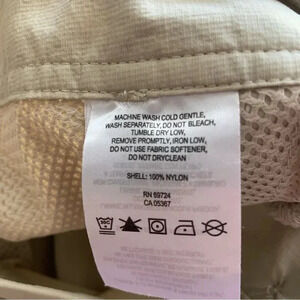 MACHINE WASH COLD GENTLE,
WASH SEPARATELY, DO NOT BLEACH,
TUMBLE DRY LOW,
REMOVE PROMPTLY, IRON LOW,
DO NOT USE FABRIC SOFTENER,
DO NOT DRYCLEAN
SHELL: 100% NYLON
RN 69724
CA 05367
30C